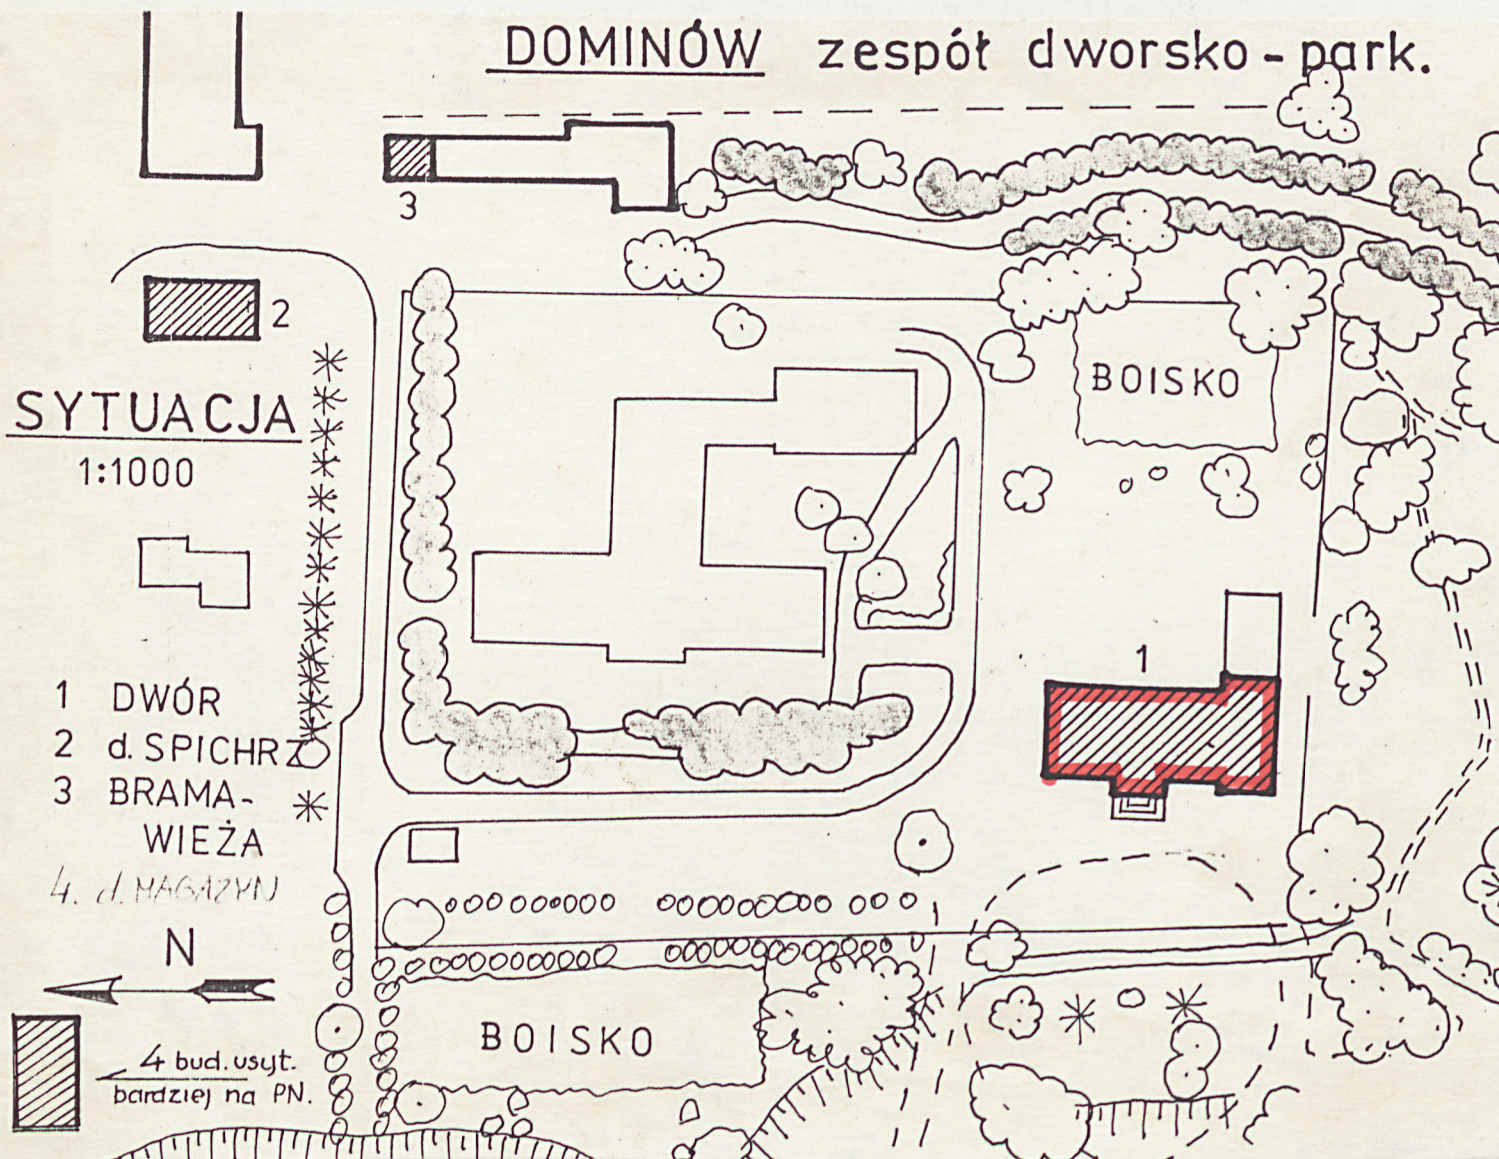 DOMINÓW zespół dworsko-park.
3
2
SYTUACJA
1:1000
BOISKO
1
1 DWÓR
2 d. SPICHRZ
3 BRAMA-
WIEŻA
4. d. MAGAZYN
N
BOISKO
4 bud. usyt.
bardziej na PN.